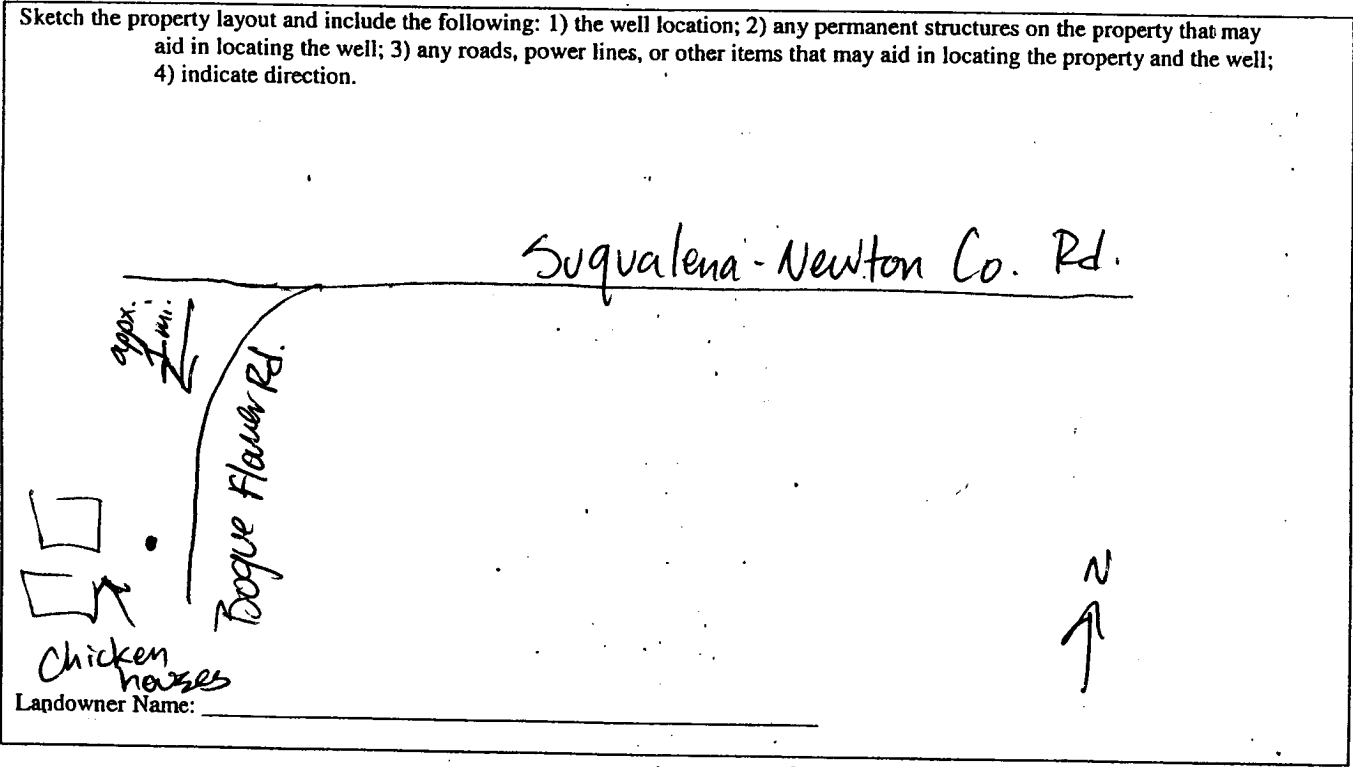 Sketch the property layout and include the following: 1) the well location; 2) any permanent structures on the property that may
aid in locating the well; 3) any roads, power lines, or other items that may aid in locating the property and the well;
4) indicate direction.
Suqualena - Newton Co. Rd.
apox.
1 mi.
Bogue Rd.
N
Chicken
houses
Landowner Name: